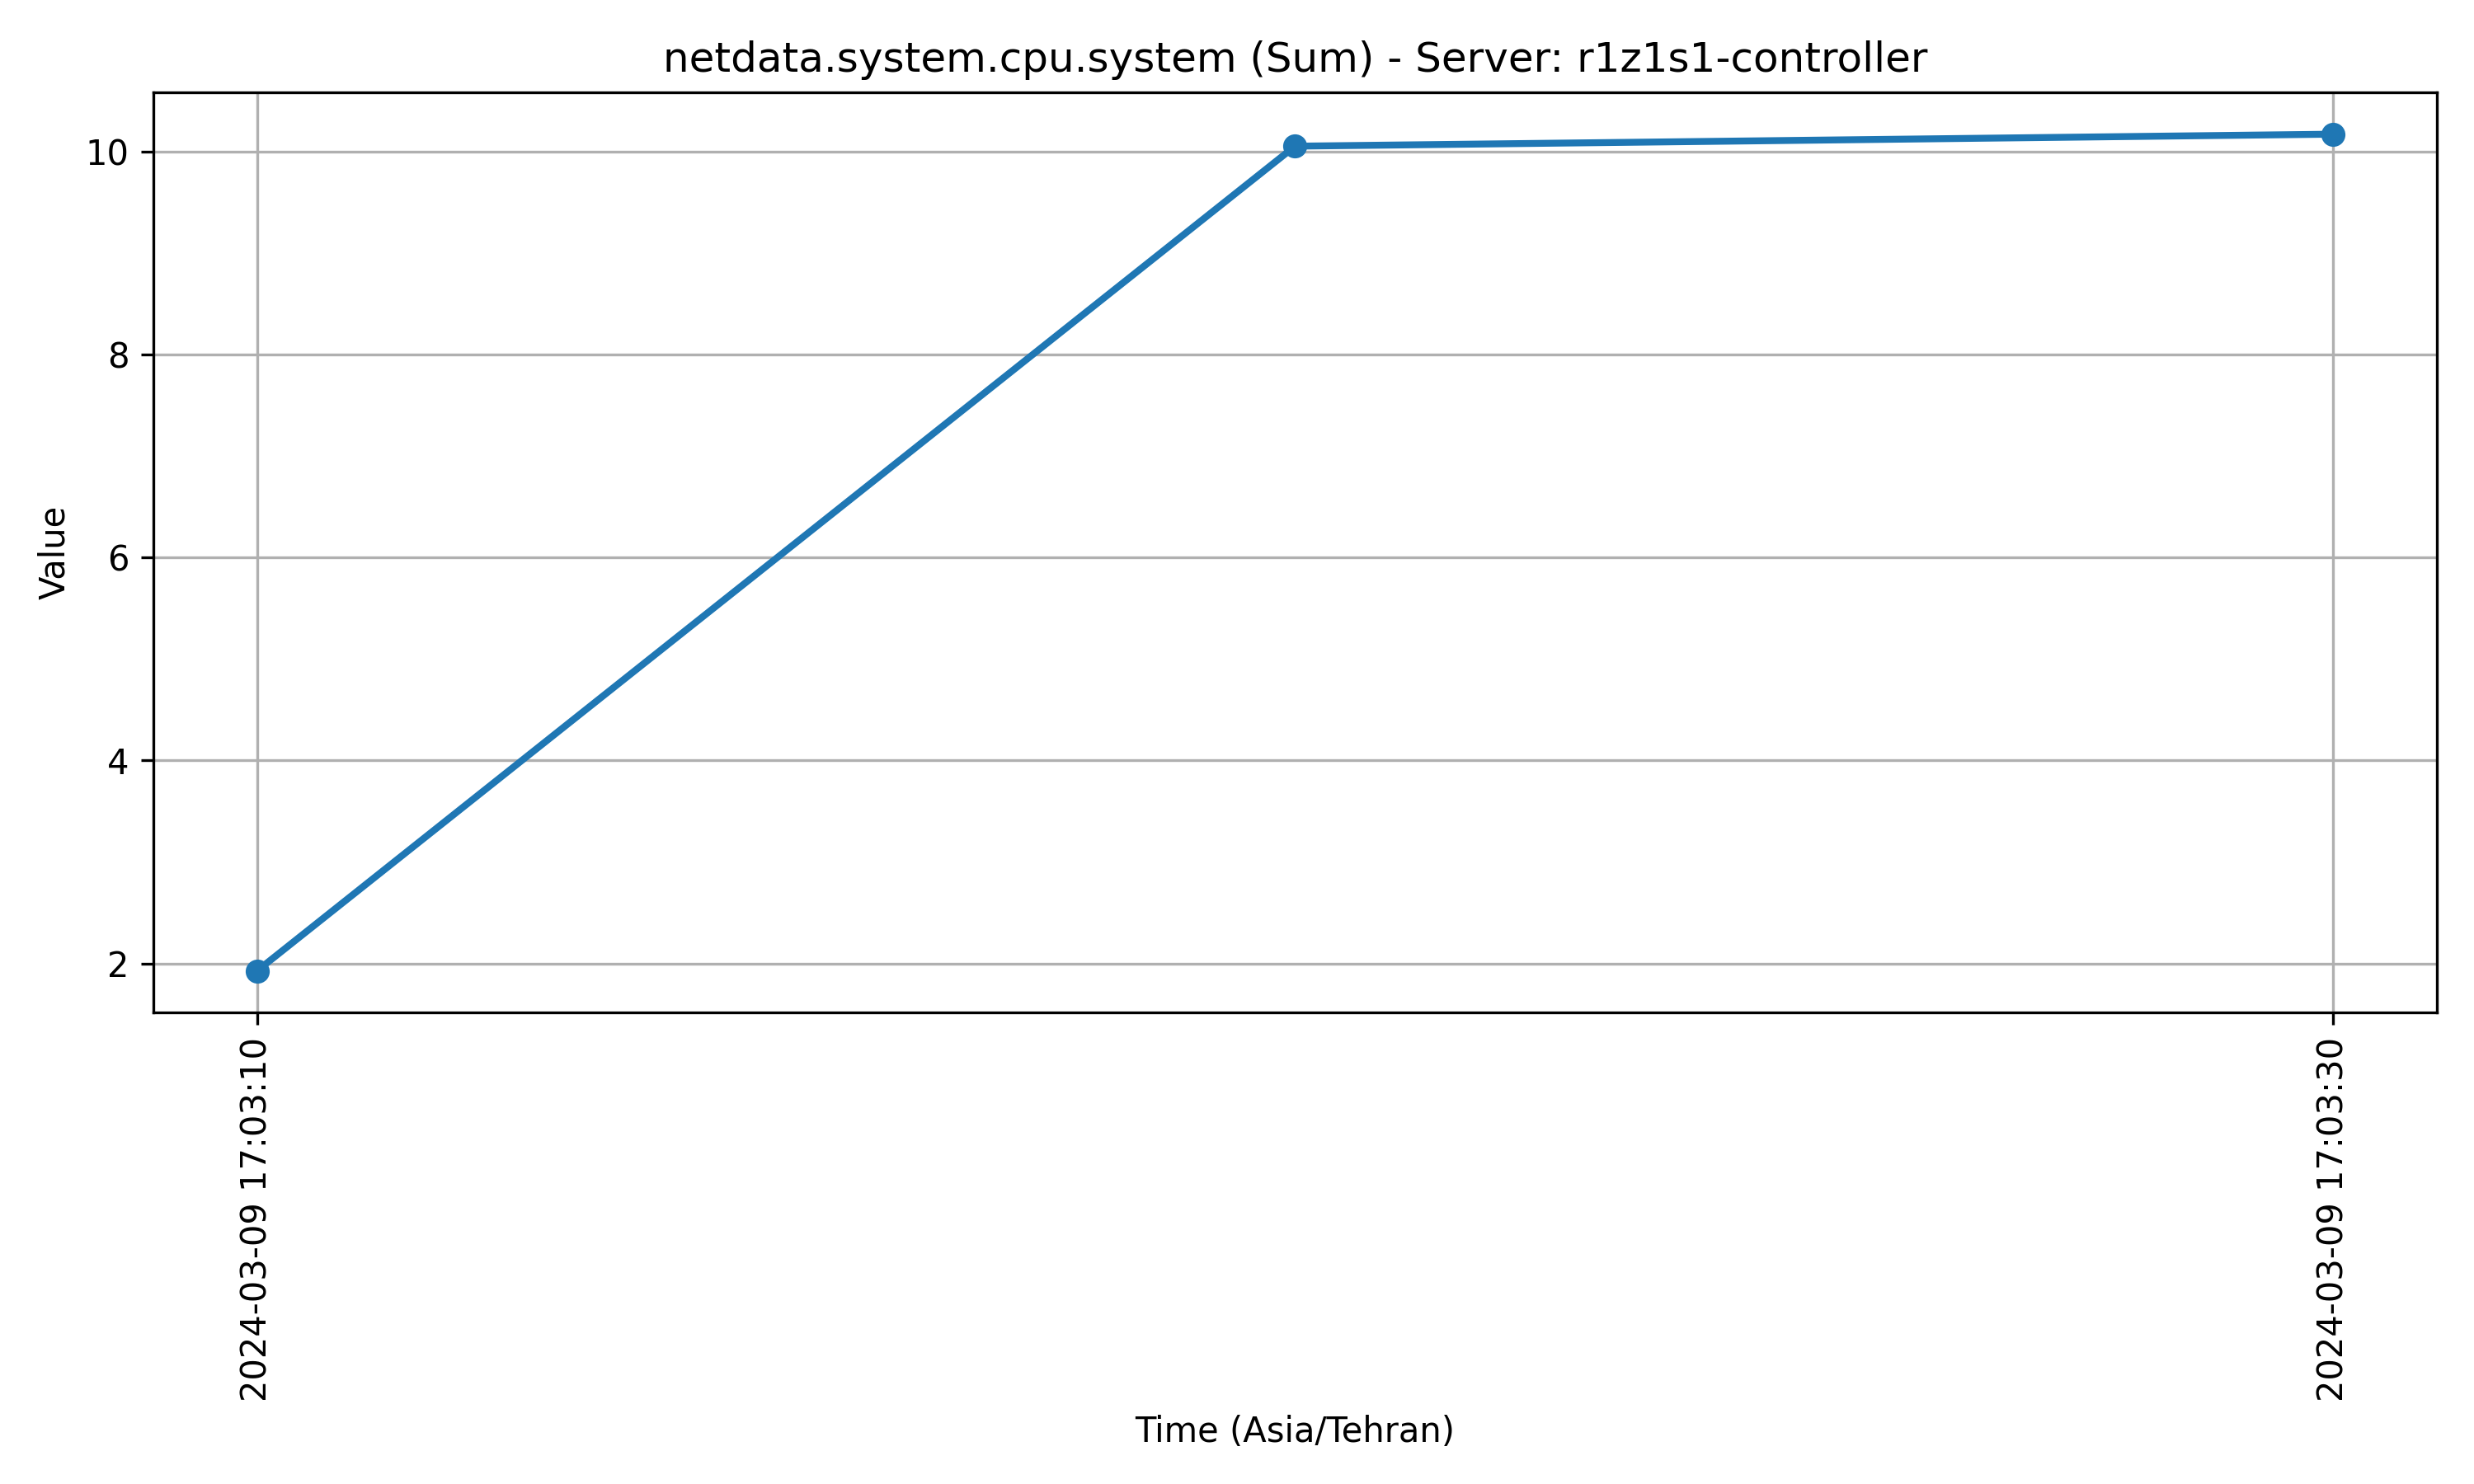 netdata.system.cpu.system (Sum) - Server: r1z1s1-controller
Value
10
8
6
4
2
2024-03-09 17:03:10
2024-03-09 17:03:30
Time (Asia/Tehran)